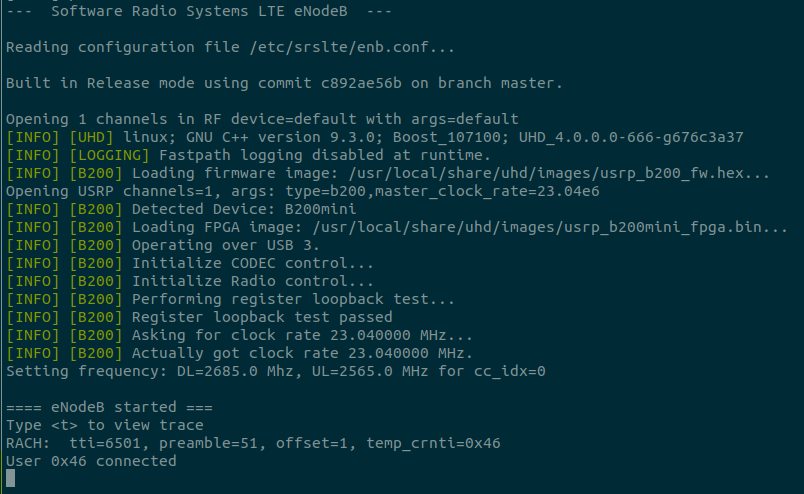 ---  Software Radio Systems LTE eNodeB  ---
Reading configuration file /etc/srslte/enb.conf...
Built in Release mode using commit c892ae56b on branch master.
Opening 1 channels in RF device=default with args=default
[INFO] [UHD] linux; GNU C++ version 9.3.0; Boost_107100; UHD_4.0.0.0-666-g676c3a37
[INFO] [LOGGING] Fastpath logging disabled at runtime.
[INFO] [B200] Loading firmware image: /usr/local/share/uhd/images/usrp_b200_fw.hex...
Opening USRP channels=1, args: type=b200,master_clock_rate=23.04e6
[INFO] [B200] Detected Device: B200mini
[INFO] [B200] Loading FPGA image: /usr/local/share/uhd/images/usrp_b200mini_fpga.bin...
[INFO] [B200] Operating over USB 3.
[INFO] [B200] Initialize CODEC control...
[INFO] [B200] Initialize Radio control...
[INFO] [B200] Performing register loopback test...
[INFO] [B200] Register loopback test passed
[INFO] [B200] Asking for clock rate 23.040000 MHz...
[INFO] [B200] Actually got clock rate 23.040000 MHz.
Setting frequency: DL=2685.0 Mhz, UL=2565.0 MHz for cc_idx=0
==== eNodeB started ===
Type <t> to view trace
RACH:  tti=6501, preamble=51, offset=1, temp_crnti=0x46
User 0x46 connected